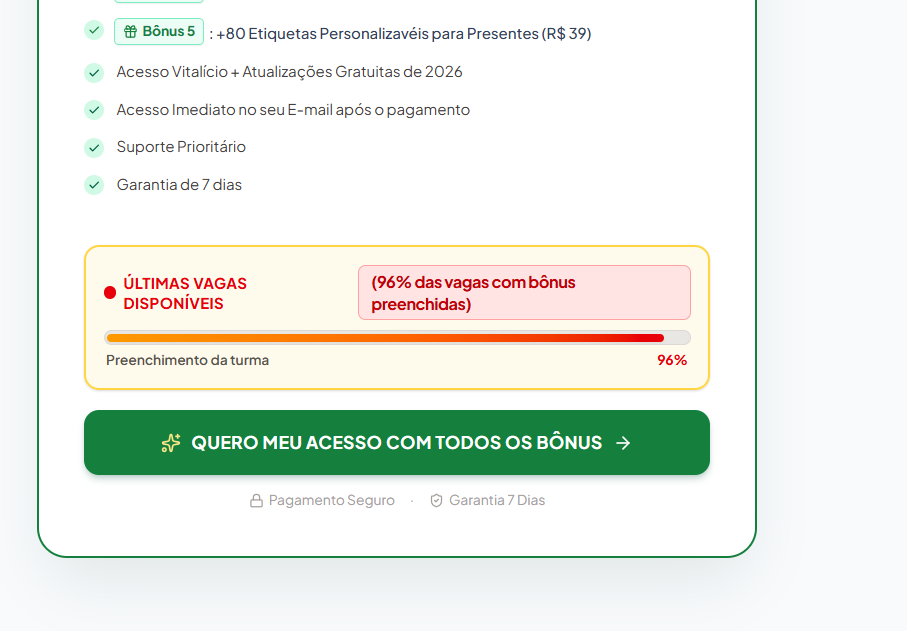 Bônus 5 : +80 Etiquetas Personalizavéis para Presentes (R$ 39)
Acesso Vitalício + Atualizações Gratuitas de 2026
Acesso Imediato no seu E-mail após o pagamento
Suporte Prioritário
Garantia de 7 dias
ÚLTIMAS VAGAS
DISPONÍVEIS
(96% das vagas com bônus
preenchidas)
Preenchimento da turma
96%
QUERO MEU ACESSO COM TODOS OS BÔNUS
Pagamento Seguro · Garantia 7 Dias